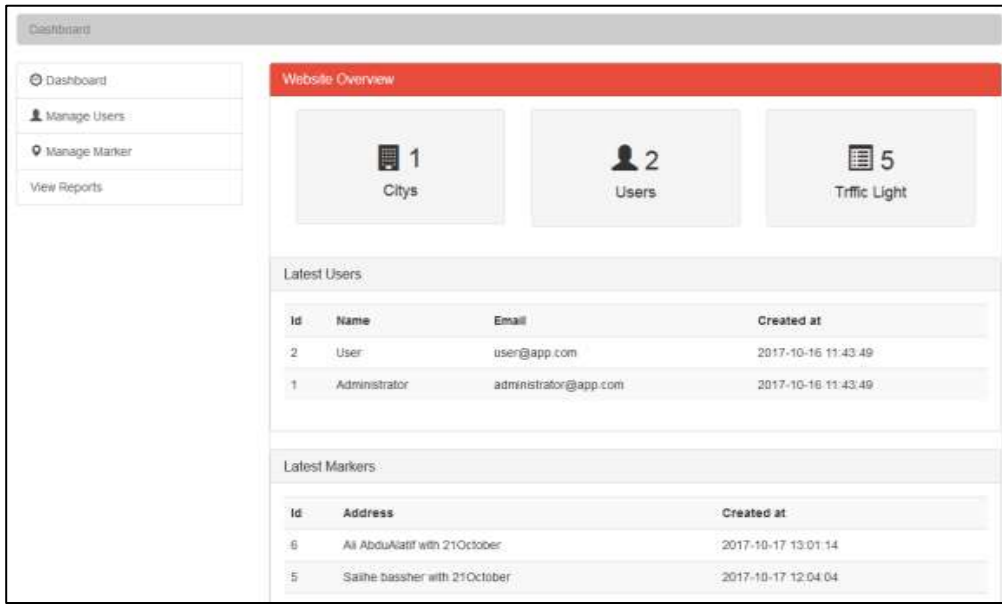 Dashboard
Dashboard
Manage Users
Manage Marker
View Reports
Website Overview
1
Citys
2
Users
5
Trffic Light
Latest Users
Id Name Email Created at
2 User user@app.com 2017-10-16 11:43:49
1 Administrator administrator@app.com 2017-10-16 11:43:49
Latest Markers
Id Address Created at
6 Ali AbduAlatif with 21October 2017-10-17 13:01:14
5 Salhe bassher with 21October 2017-10-17 12:04:04